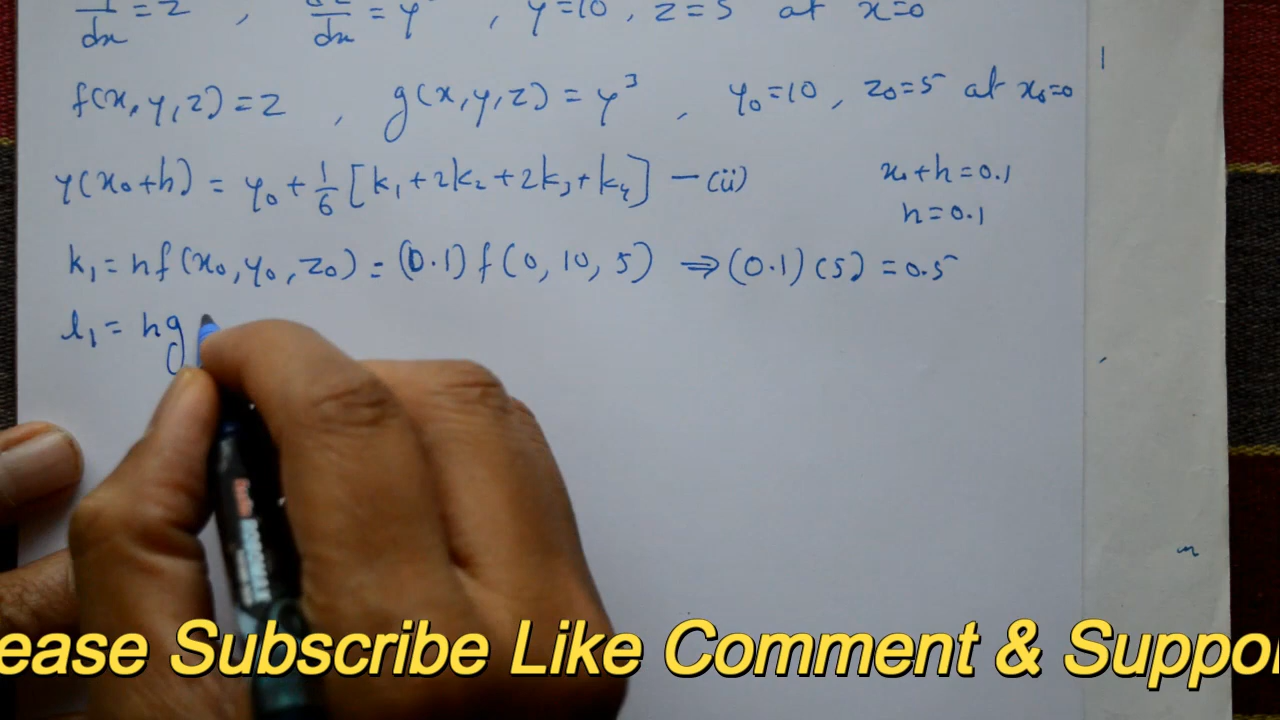 dx = z , dx = y , y=10 , z=5 at x=0
f(x, y, z) = z , g(x, y, z) = y³ , y₀=10 , z₀=5 at x₀=0
y(x₀+h) = y₀ + 1/6 [k₁ + 2k₂ + 2k₃ + k₄] — (ii)
x₀+h = 0.1
h = 0.1
k₁ = hf(x₀, y₀, z₀) = (0.1) f(0, 10, 5) ⇒ (0.1)(5) = 0.5
l₁ = hg
ease Subscribe Like Comment & Suppor